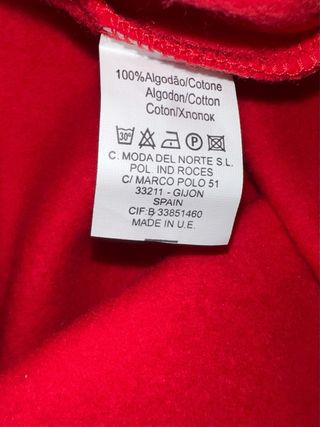 100%Algodão/Cotone
Algodon/Cotton
Coton/Хлопок
30°
P
C. MODA DEL NORTE S.L.
POL. IND ROCES
C/ MARCO POLO 51
33211 - GIJON
SPAIN
CIF:B 33851460
MADE IN U.E.